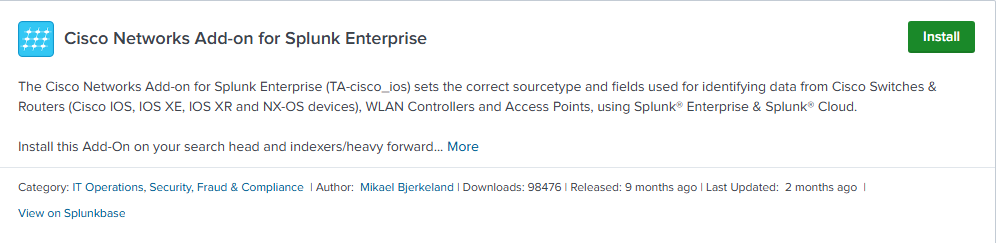 Cisco Networks Add-on for Splunk Enterprise
Install
The Cisco Networks Add-on for Splunk Enterprise (TA-cisco_ios) sets the correct sourcetype and fields used for identifying data from Cisco Switches &
Routers (Cisco IOS, IOS XE, IOS XR and NX-OS devices), WLAN Controllers and Access Points, using Splunk® Enterprise & Splunk® Cloud.
Install this Add-On on your search head and indexers/heavy forward... More
Category: IT Operations, Security, Fraud & Compliance | Author: Mikael Bjerkeland | Downloads: 98476 | Released: 9 months ago | Last Updated: 2 months ago |
View on Splunkbase